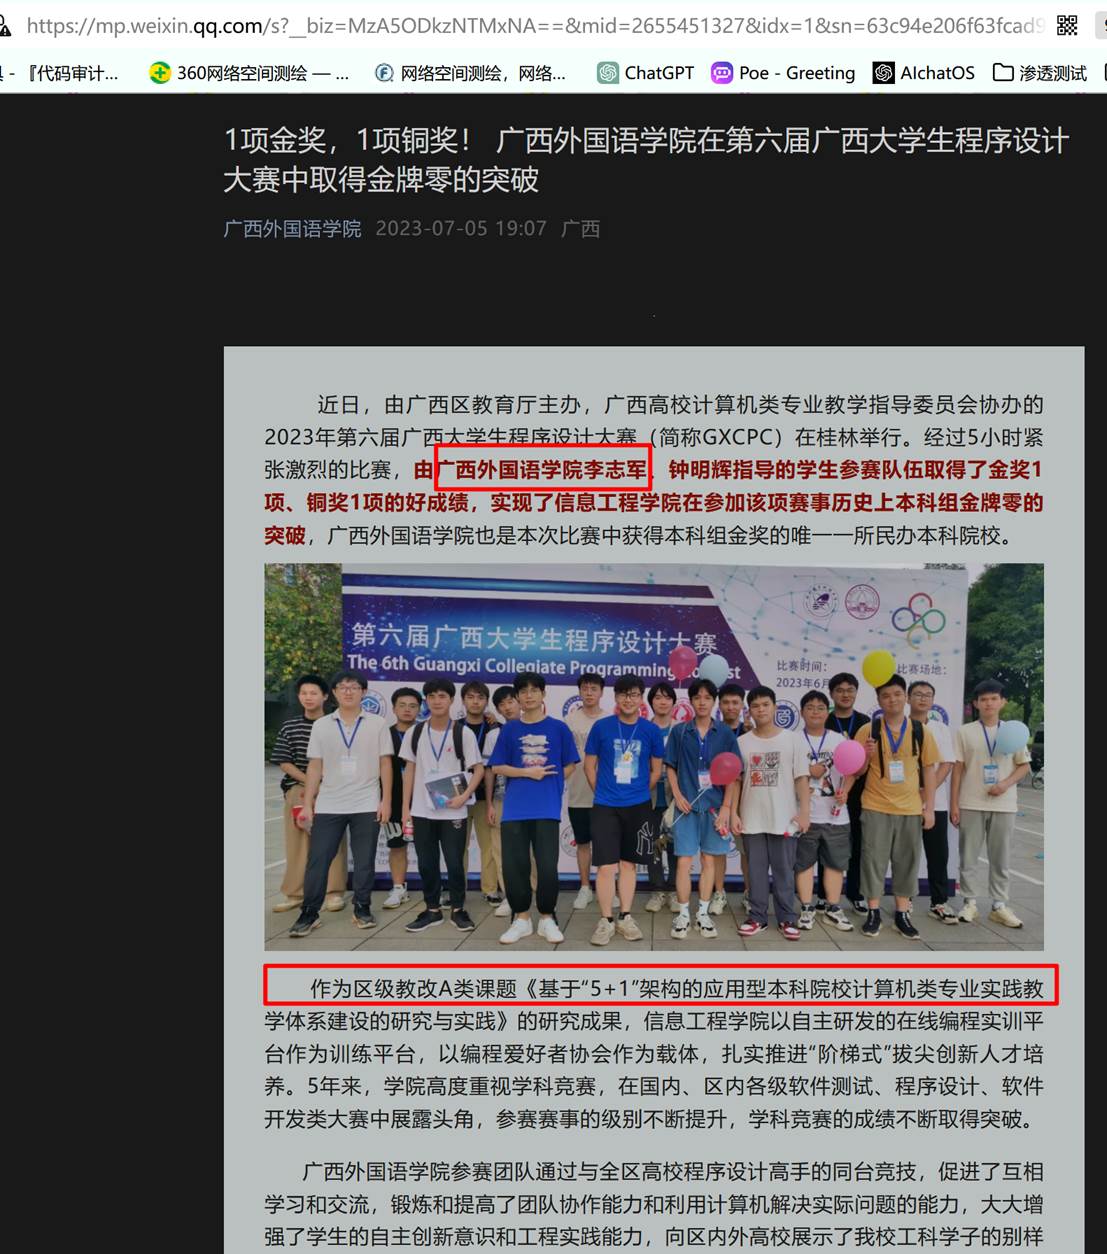 https://mp.weixin.qq.com/s?__biz=MzA5ODkzNTMxNA==&mid=2655451327&idx=1&sn=63c94e206f63fcad9
- 『代码审计...
360网络空间测绘 — ...
网络空间测绘，网络...
ChatGPT
Poe - Greeting
AIchatOS
渗透测试
1项金奖，1项铜奖！ 广西外国语学院在第六届广西大学生程序设计
大赛中取得金牌零的突破
广西外国语学院 2023-07-05 19:07 广西
近日，由广西区教育厅主办，广西高校计算机类专业教学指导委员会协办的
2023年第六届广西大学生程序设计大赛（简称GXCPC）在桂林举行。经过5小时紧
张激烈的比赛，由广西外国语学院李志军、钟明辉指导的学生参赛队伍取得了金奖1
项、铜奖1项的好成绩，实现了信息工程学院在参加该项赛事历史上本科组金牌零的
突破，广西外国语学院也是本次比赛中获得本科组金奖的唯一一所民办本科院校。
第六届广西大学生程序设计大赛
The 6th Guangxi Collegiate Programming
比赛时间：
2023年6月
比赛场地：
作为区级教改A类课题《基于“5+1”架构的应用型本科院校计算机类专业实践教
学体系建设的研究与实践》的研究成果，信息工程学院以自主研发的在线编程实训平
台作为训练平台，以编程爱好者协会作为载体，扎实推进“阶梯式”拔尖创新人才培
养。5年来，学院高度重视学科竞赛，在国内、区内各级软件测试、程序设计、软件
开发类大赛中展露头角，参赛赛事的级别不断提升，学科竞赛的成绩不断取得突破。
广西外国语学院参赛团队通过与全区高校程序设计高手的同台竞技，促进了互相
学习和交流，锻炼和提高了团队协作能力和利用计算机解决实际问题的能力，大大增
强了学生的自主创新意识和工程实践能力，向区内外高校展示了我校工科学子的别样